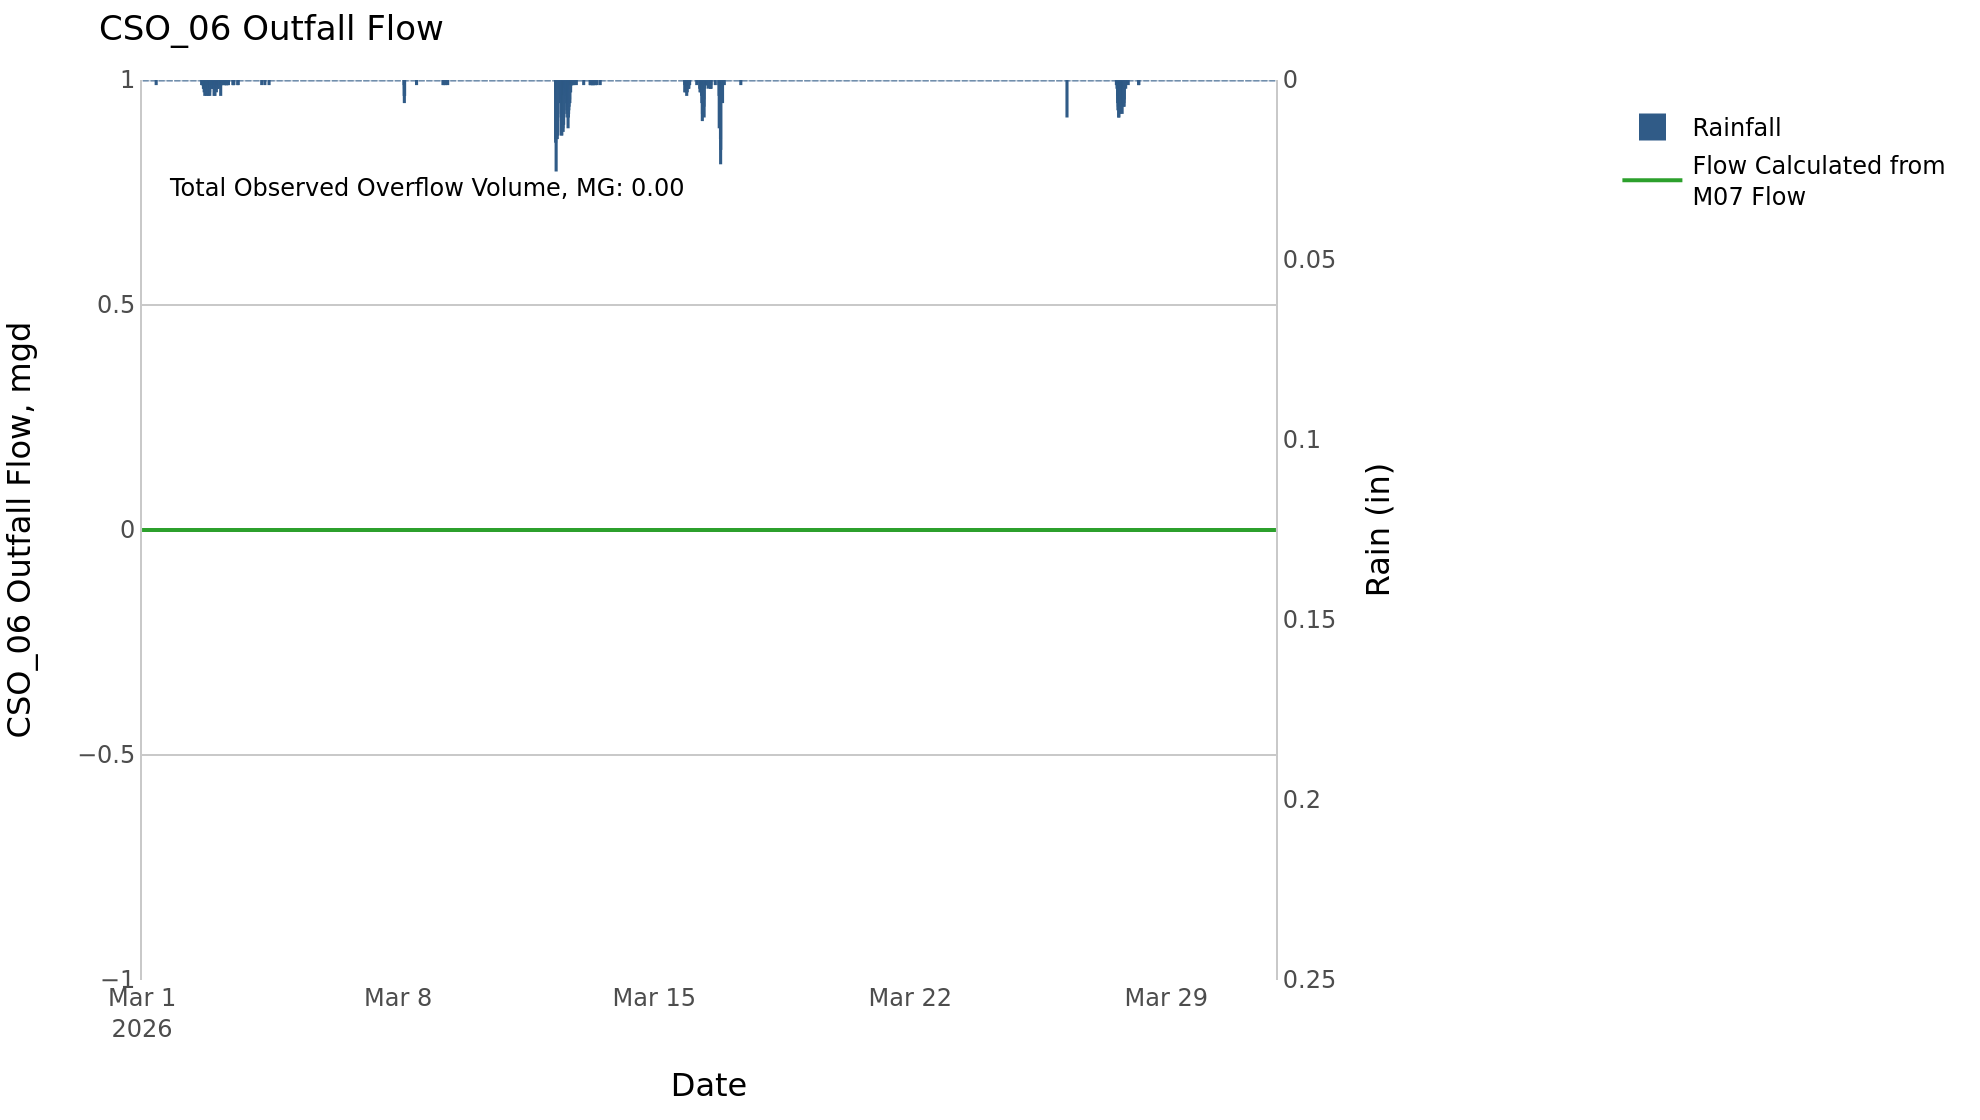 CSO_06 Outfall Flow
1
0.5
0
−0.5
−1
CSO_06 Outfall Flow, mgd
Total Observed Overflow Volume, MG: 0.00
0
0.05
0.1
0.15
0.2
0.25
Rain (in)
Rainfall
Flow Calculated from
M07 Flow
Mar 1
2026
Mar 8
Mar 15
Mar 22
Mar 29
Date